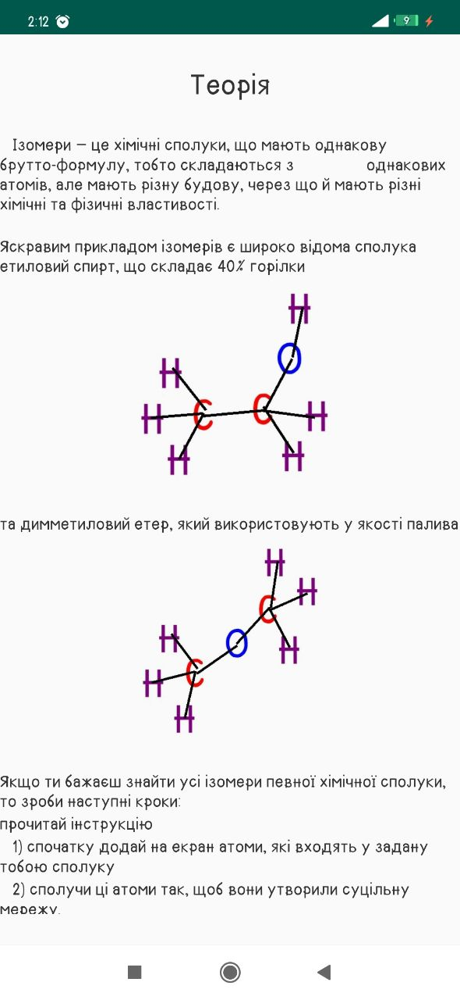 2:12
9
Теорія
Ізомери – це хімічні сполуки, що мають однакову
брутто-формулу, тобто складаються з однакових
атомів, але мають різну будову, через що й мають різні
хімічні та фізичні властивості.
Яскравим прикладом ізомерів є широко відома сполука
етиловий спирт, що складає 40% горілки
H
O
H
C
C
H
H
H
H
та димметиловий етер, який використовують у якості палива
H
H
C
H
O
H
C
H
H
Якщо ти бажаєш знайти усі ізомери певної хімічної сполуки,
то зроби наступні кроки:
прочитай інструкцію
1) спочатку додай на екран атоми, які входять у задану
тобою сполуку
2) сполучи ці атоми так, щоб вони утворили суцільну
мережу.